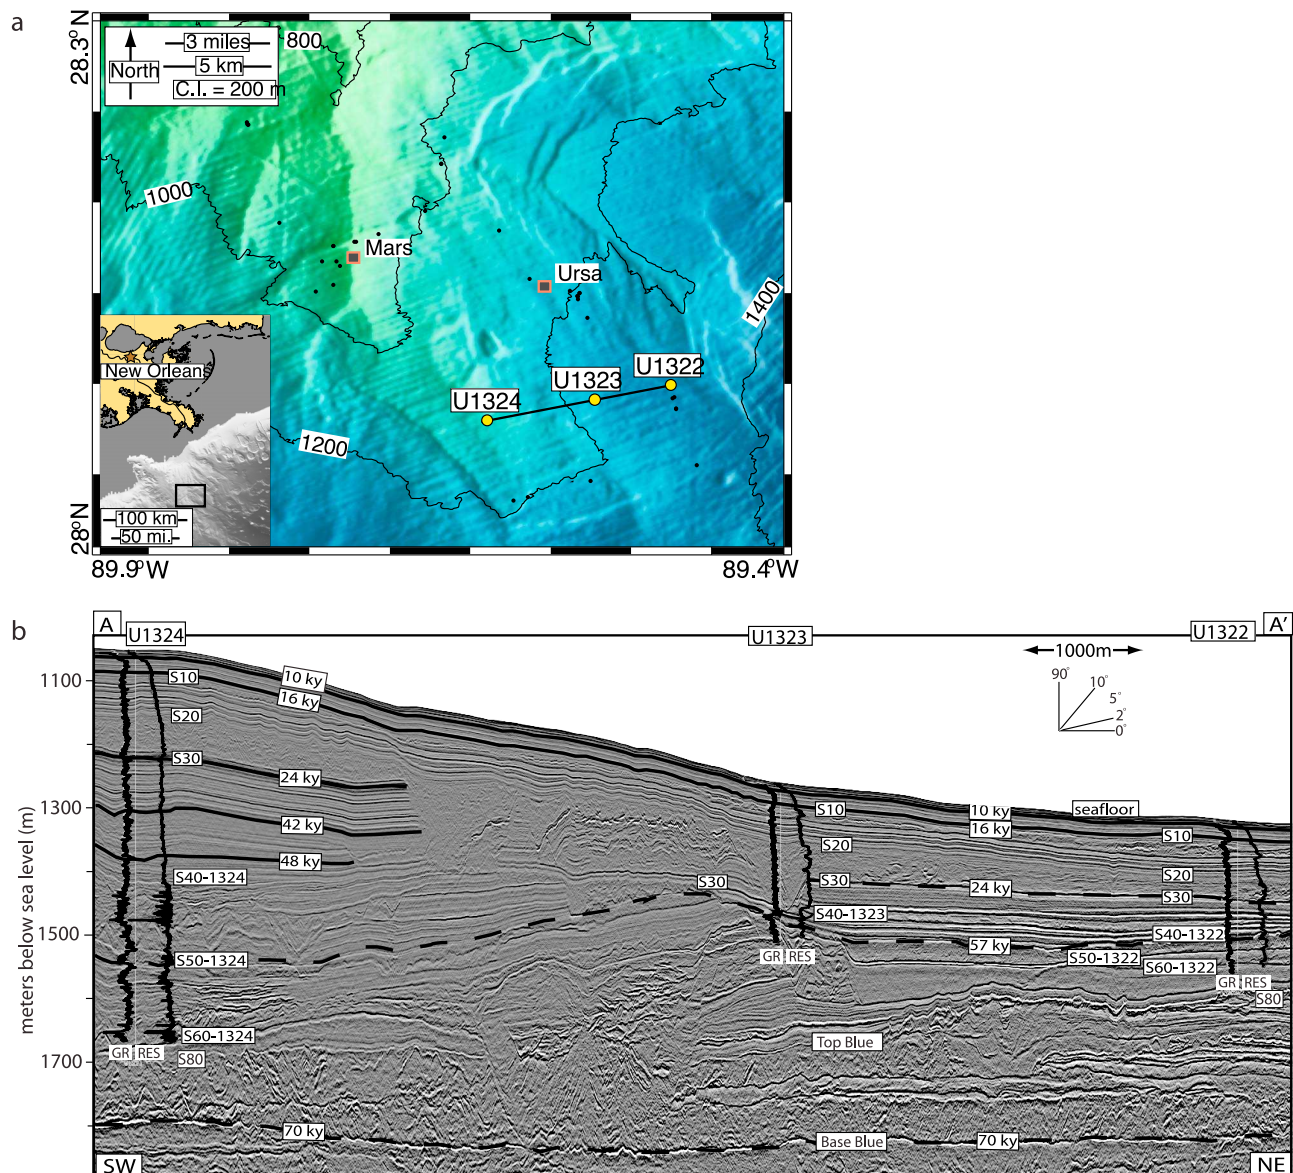 a
28.3°N
3 miles
5 km
North
C.I. = 200 m
800
1000
Mars
Ursa
1400
New Orleans
U1322
U1323
U1324
1200
100 km
50 mi.
28°N
89.9°W
89.4°W
b
A
U1324
U1323
U1322
A'
1000m
90°
10°
5°
2°
0°
meters below sea level (m)
1100
1300
1500
1700
S10
10 ky
16 ky
S20
S30
24 ky
42 ky
48 ky
S40-1324
S50-1324
S60-1324
GR
RES
S80
70 ky
SW
S30
S10
S20
S30
S40-1323
GR
RES
10 ky
16 ky
seafloor
24 ky
57 ky
S10
S20
S30
S40-1322
S50-1322
S60-1322
GR
RES
S80
Top Blue
Base Blue
70 ky
NE